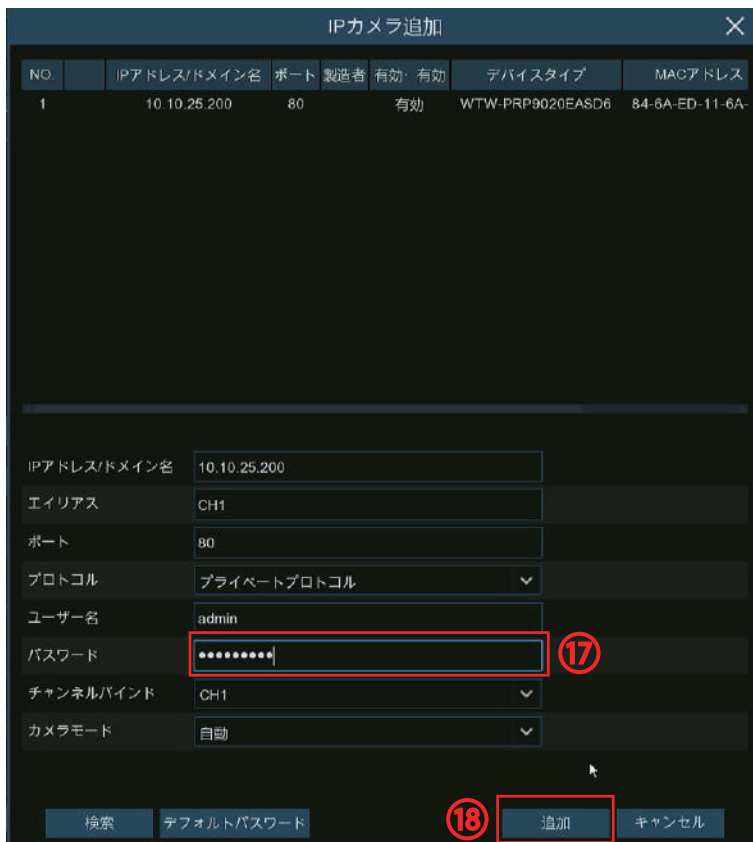 IPカメラ追加
NO. IPアドレス/ドメイン名 ポート 製造者 有効· 有効 デバイスタイプ MACアドレス
1 10.10.25.200 80 有効 WTW-PRP9020EASD6 84-6A-ED-11-6A-
IPアドレス/ドメイン名 10.10.25.200
エイリアス CH1
ポート 80
プロトコル プライベートプロトコル
ユーザー名 admin
パスワード ●●●●●●●●● ⑰
チャンネルバインド CH1
カメラモード 自動
検索 デフォルトパスワード ⑱ 追加 キャンセル